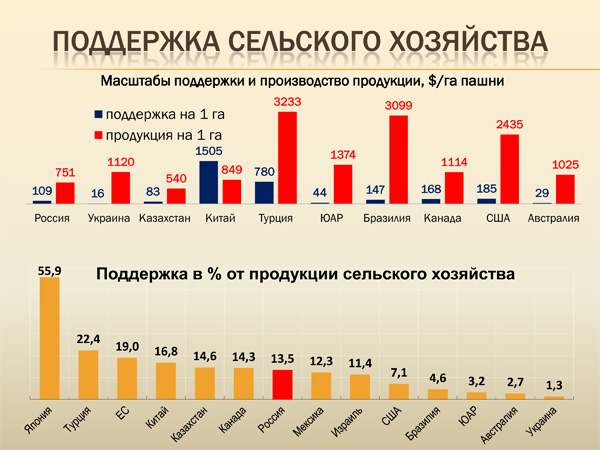 ПОДДЕРЖКА СЕЛЬСКОГО ХОЗЯЙСТВА
Масштабы поддержки и производство продукции, $/га пашни
поддержка на 1 га
продукция на 1 га
109 751 16 1120 83 540 1505 849 780 3233 44 1374 147 3099 168 1114 185 2435 29 1025
Россия Украина Казахстан Китай Турция ЮАР Бразилия Канада США Австралия
Поддержка в % от продукции сельского хозяйства
55,9 22,4 19,0 16,8 14,6 14,3 13,5 12,3 11,4 7,1 4,6 3,2 2,7 1,3
Япония Турция ЕС Китай Казахстан Канада Россия Мексика Израиль США Бразилия ЮАР Австралия Украина